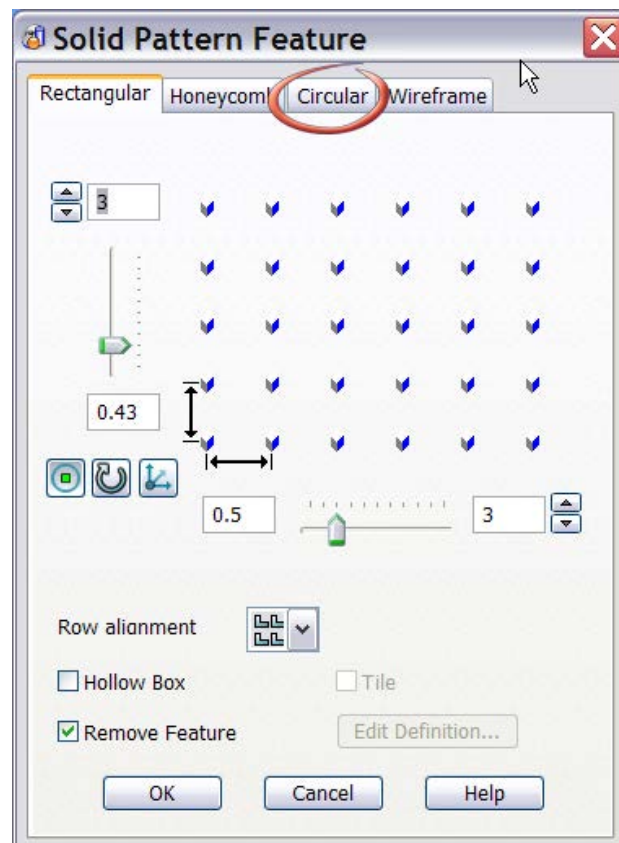 Solid Pattern Feature
Rectangular Honeycomb Circular Wireframe
3
0.43
0.5 3
Row alignment
Hollow Box Tile
Remove Feature Edit Definition...
OK Cancel Help